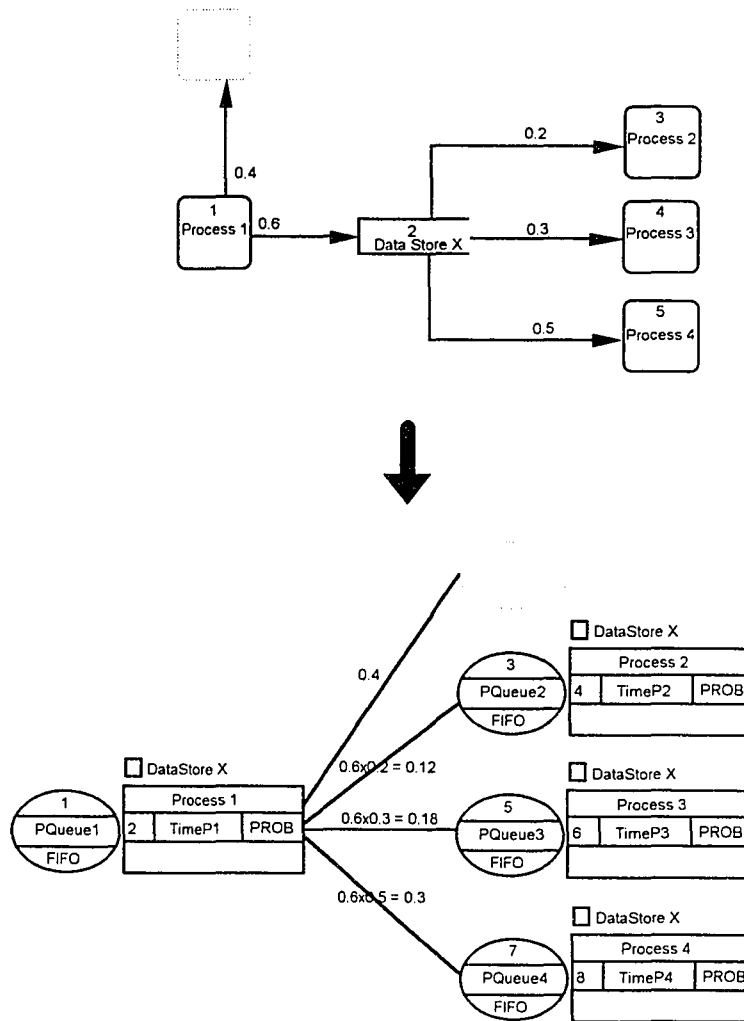 0.4
3
Process 2
0.2
1
Process 1
0.6
2
Data Store X
0.3
4
Process 3
0.5
5
Process 4
0.4
DataStore X
3
PQueue2
FIFO
Process 2
4 TimeP2 PROB
0.6x0.2 = 0.12
DataStore X
1
PQueue1
FIFO
Process 1
2 TimeP1 PROB
0.6x0.3 = 0.18
DataStore X
5
PQueue3
FIFO
Process 3
6 TimeP3 PROB
0.6x0.5 = 0.3
DataStore X
7
PQueue4
FIFO
Process 4
8 TimeP4 PROB